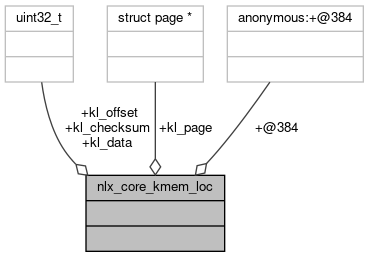 uint32_t
struct page *
anonymous:+@384
+kl_offset
+kl_checksum
+kl_data
+kl_page
+@384
nlx_core_kmem_loc